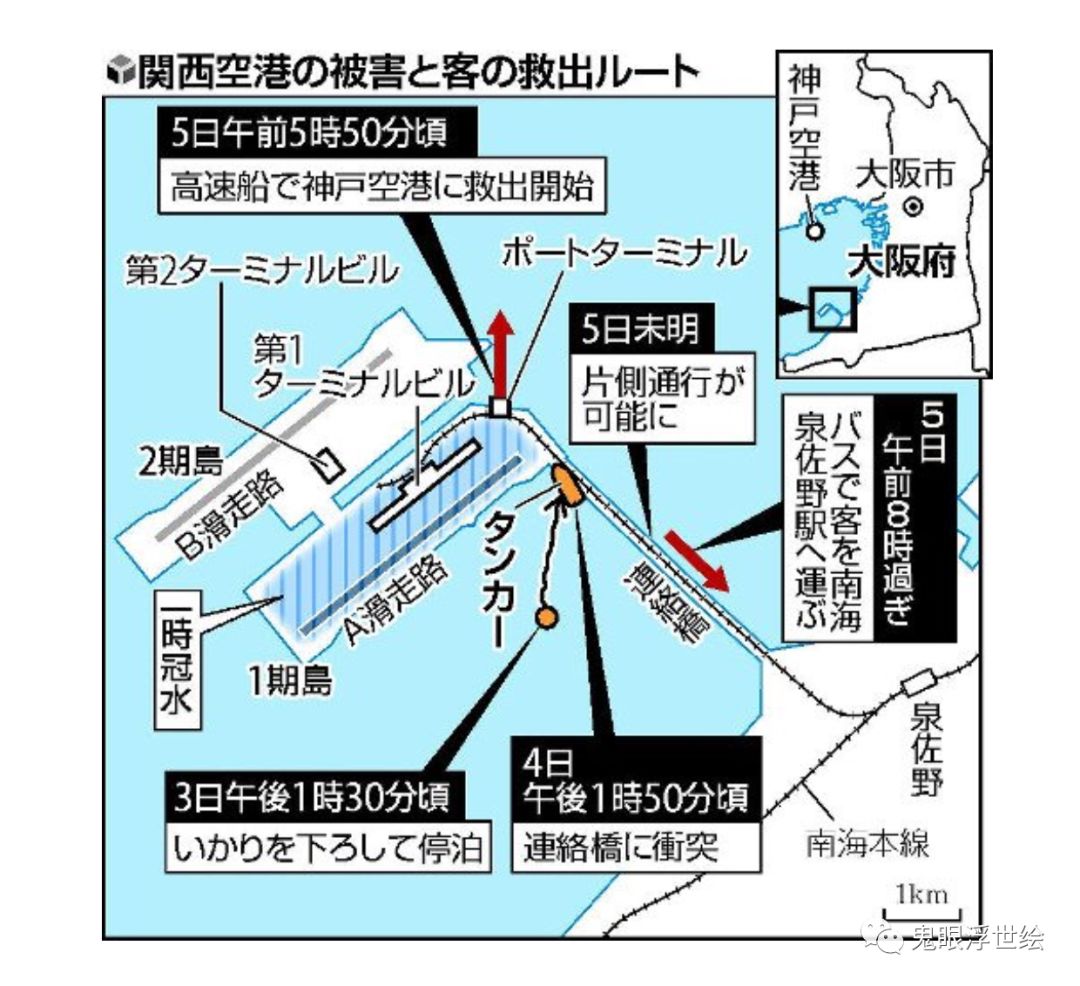 関西空港の被害と客の救出ルート
5日午前5時50分頃
高速船で神戸空港に救出開始
神戸空港
大阪市
大阪府
第2ターミナルビル
ポートターミナル
第1
ターミナルビル
5日未明
片側通行が
可能に
5日
午前8時過ぎ
バスで客を南海
泉佐野駅へ運ぶ
2期島
B滑走路
タンカー
連絡橋
A滑走路
一時冠水
1期島
3日午後1時30分頃
いかりを下ろして停泊
4日
午後1時50分頃
連絡橋に衝突
泉佐野
南海本線
1km
鬼眼浮世绘